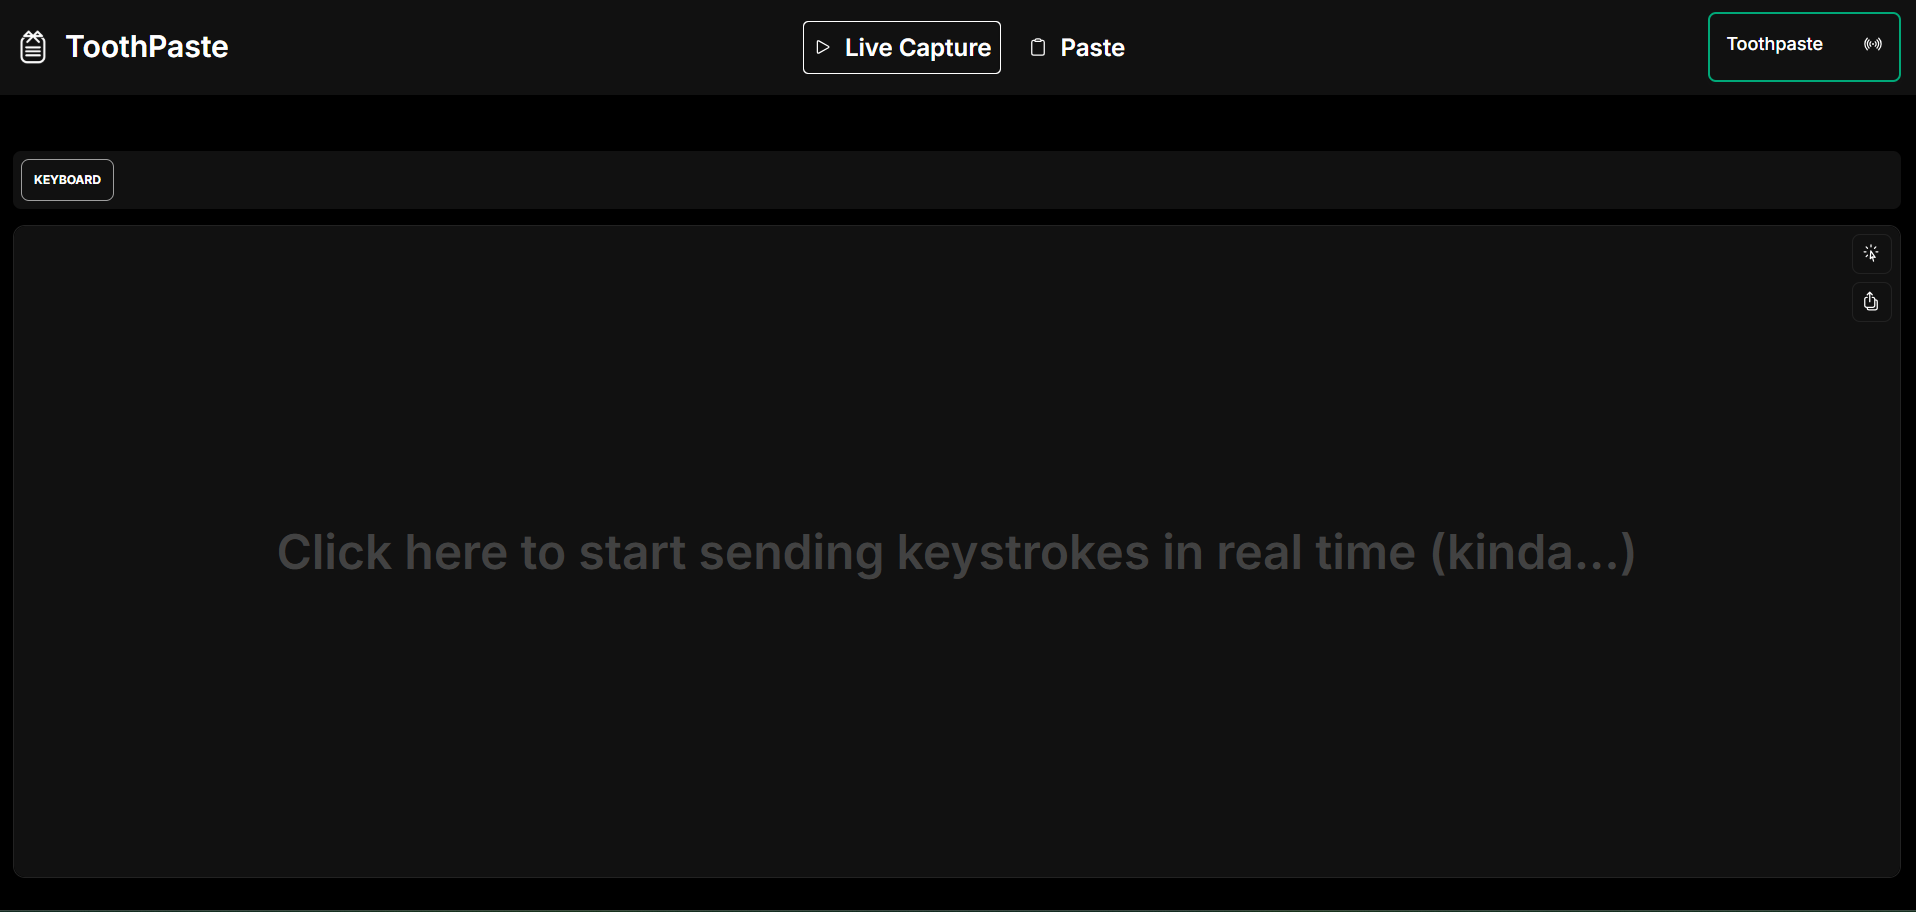 ToothPaste
Live Capture
Paste
Toothpaste
KEYBOARD
Click here to start sending keystrokes in real time (kinda...)